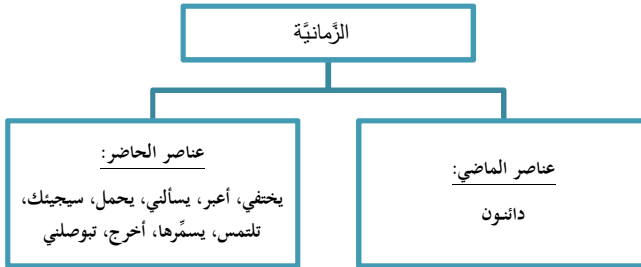 الزَّمانيَّة
عناصر الحاضر:
يختفي، أعبر، يسألني، يحمل، سيجيئك،
تلتمس، يسمِّرها، أخرج، تبوصلني
عناصر الماضي:
دائنون